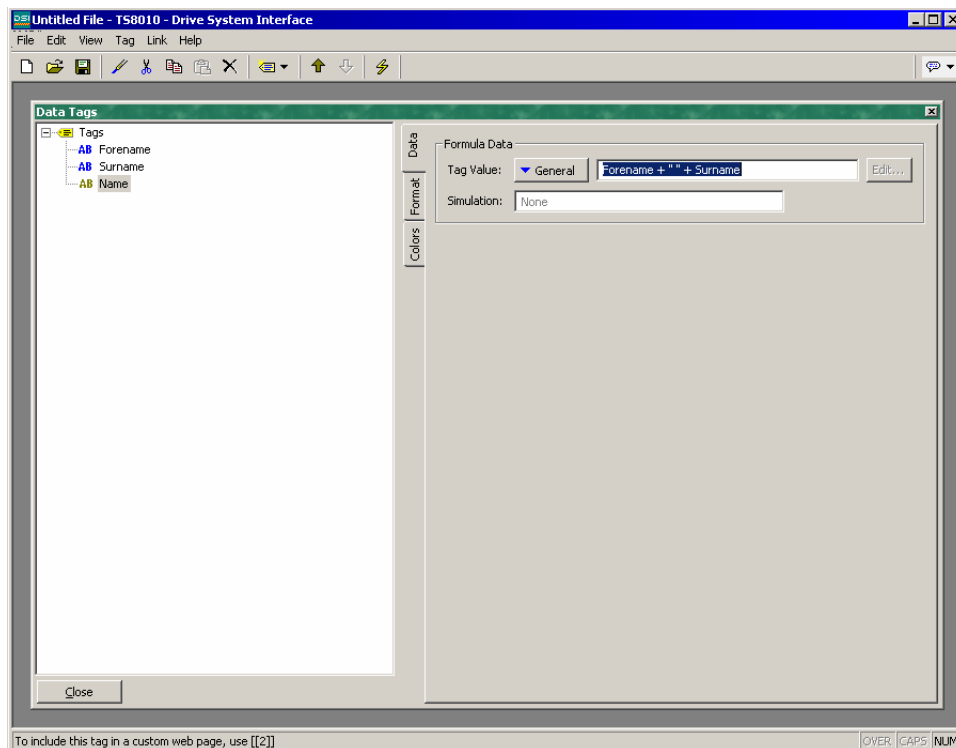 DSI Untitled File - TS8010 - Drive System Interface
File Edit View Tag Link Help
Data Tags
Tags
AB Forename
AB Surname
AB Name
Data
Format
Colors
Formula Data
Tag Value: General Forename + " " + Surname Edit...
Simulation: None
Close
To include this tag in a custom web page, use [[2]] OVER CAPS NUM